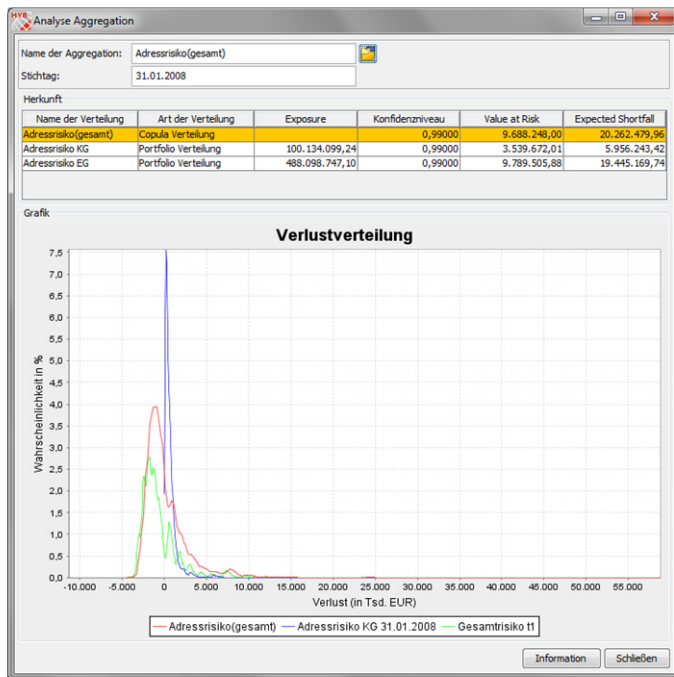 HYB Analyse Aggregation
Name der Aggregation: Adressrisiko(gesamt)
Stichtag: 31.01.2008
Herkunft
Name der Verteilung Art der Verteilung Exposure Konfidenzniveau Value at Risk Expected Shortfall
Adressrisiko(gesamt) Copula Verteilung 0,99000 9.688.248,00 20.262.479,96
Adressrisiko KG Portfolio Verteilung 100.134.099,24 0,99000 3.539.672,01 5.956.243,42
Adressrisiko EG Portfolio Verteilung 488.098.747,10 0,99000 9.789.505,88 19.445.169,74
Grafik
Verlustverteilung
Wahrscheinlichkeit in %
7,5
7,0
6,5
6,0
5,5
5,0
4,5
4,0
3,5
3,0
2,5
2,0
1,5
1,0
0,5
0,0
-10.000 -5.000 0 5.000 10.000 15.000 20.000 25.000 30.000 35.000 40.000 45.000 50.000 55.000
Verlust (in Tsd. EUR)
Adressrisiko(gesamt) Adressrisiko KG 31.01.2008 Gesamtrisiko t1
Information Schließen